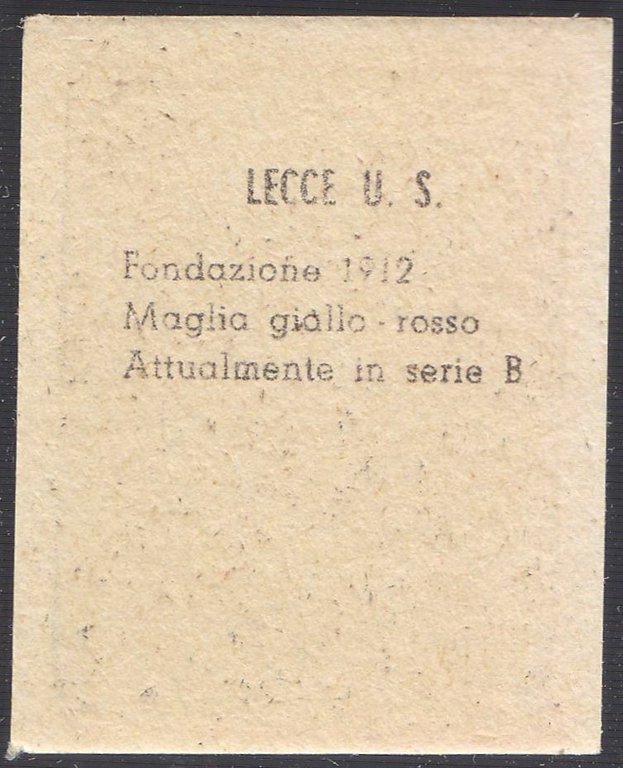 LECCE U. S.
Fondazione 1912
Maglia giallo - rosso
Attualmente in serie B